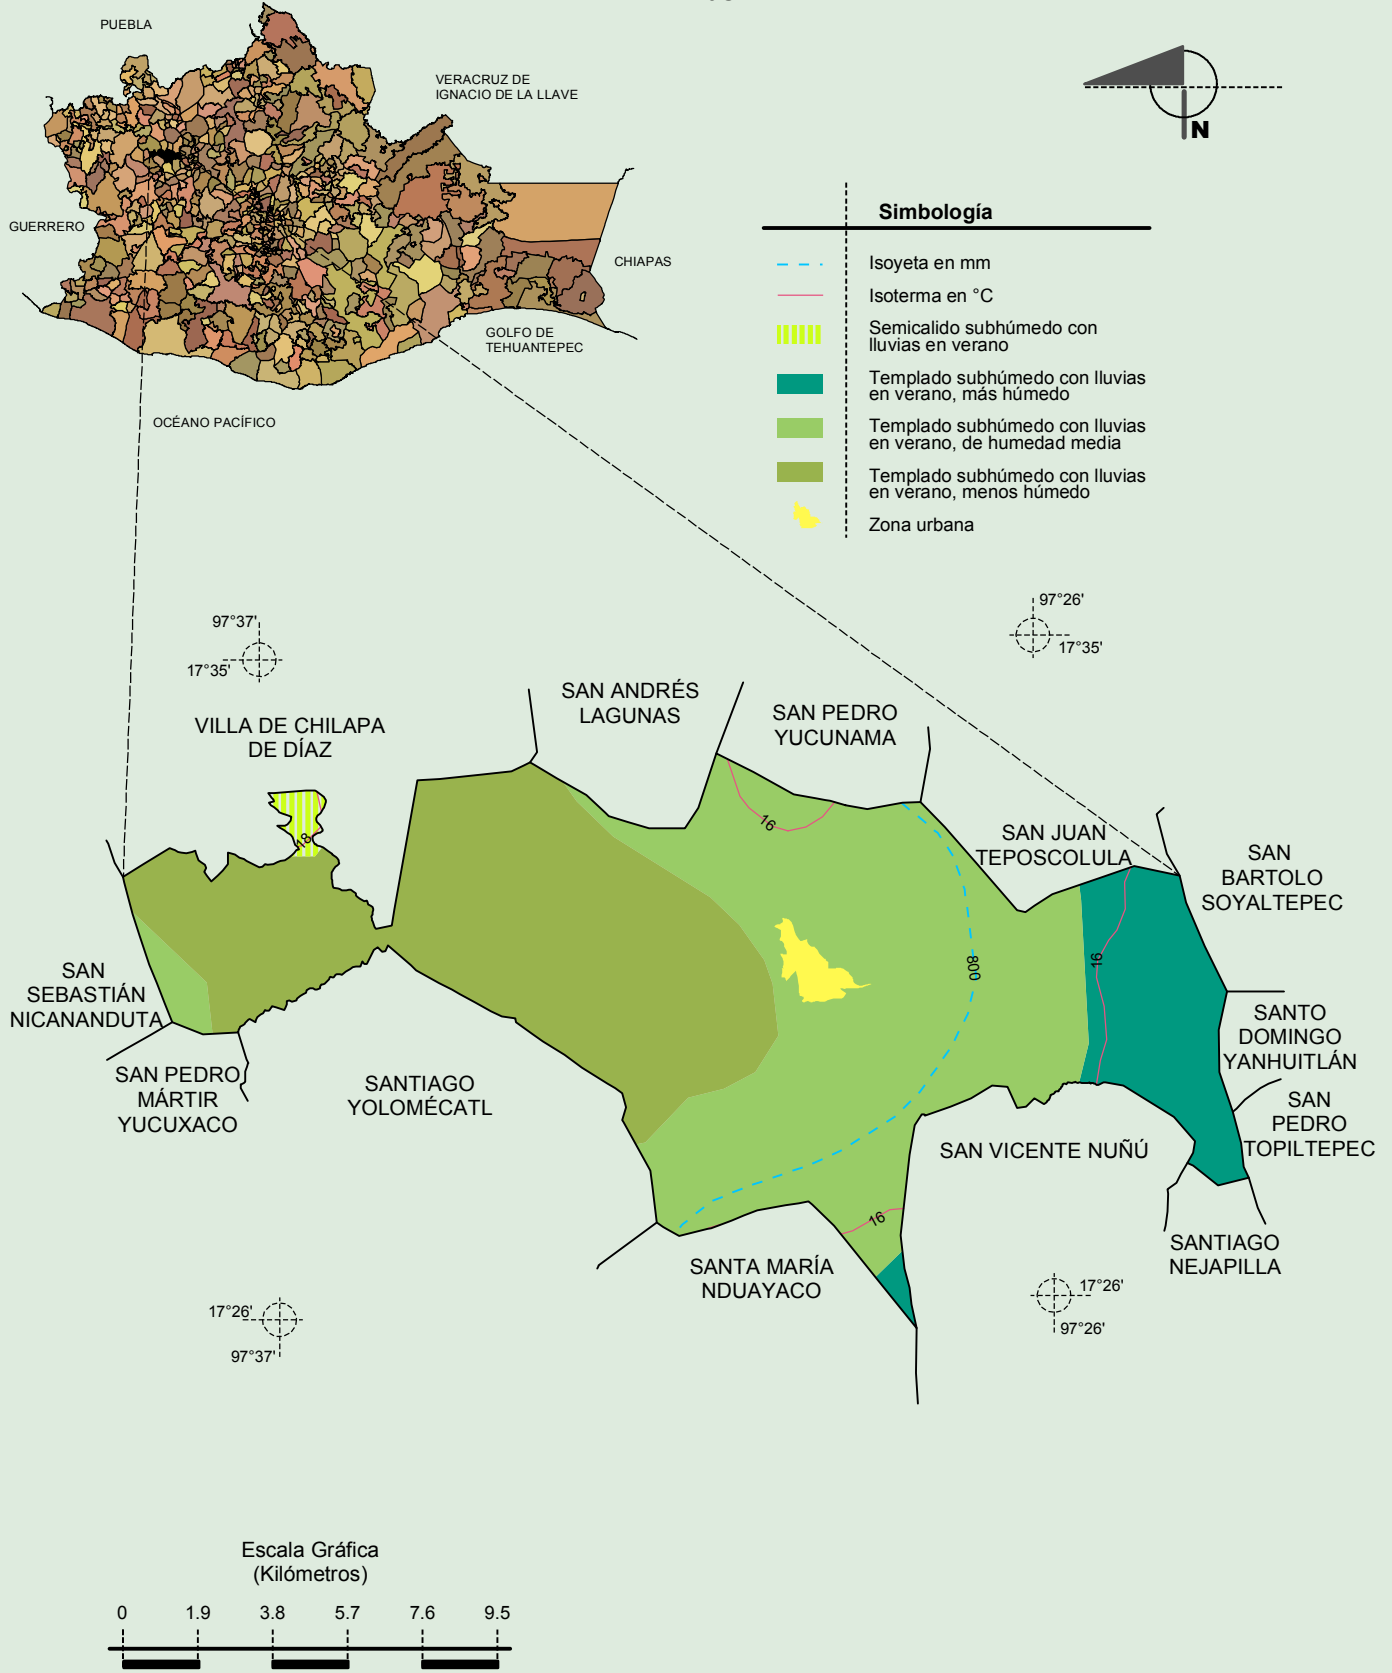 PUEBLA
VERACRUZ DE
IGNACIO DE LA LLAVE
GUERRERO
CHIAPAS
GOLFO DE
TEHUANTEPEC
OCÉANO PACÍFICO
N
Simbología
Isoyeta en mm
Isoterma en °C
Semicalido subhúmedo con
lluvias en verano
Templado subhúmedo con lluvias
en verano, más húmedo
Templado subhúmedo con lluvias
en verano, de humedad media
Templado subhúmedo con lluvias
en verano, menos húmedo
Zona urbana
97°37'
17°35'
97°26'
17°35'
VILLA DE CHILAPA
DE DÍAZ
SAN ANDRÉS
LAGUNAS
SAN PEDRO
YUCUNAMA
SAN JUAN
TEPOSCOLULA
SAN
BARTOLO
SOYALTEPEC
18
16
800
16
16
SAN
SEBASTIÁN
NICANANDUTA
SAN PEDRO
MÁRTIR
YUCUXACO
SANTIAGO
YOLOMÉCATL
SANTA MARÍA
NDUAYACO
SAN VICENTE NUÑÚ
SANTO
DOMINGO
YANHUITLÁN
SAN
PEDRO
TOPILTEPEC
SANTIAGO
NEJAPILLA
17°26'
97°37'
17°26'
97°26'
Escala Gráfica
(Kilómetros)
0 1.9 3.8 5.7 7.6 9.5